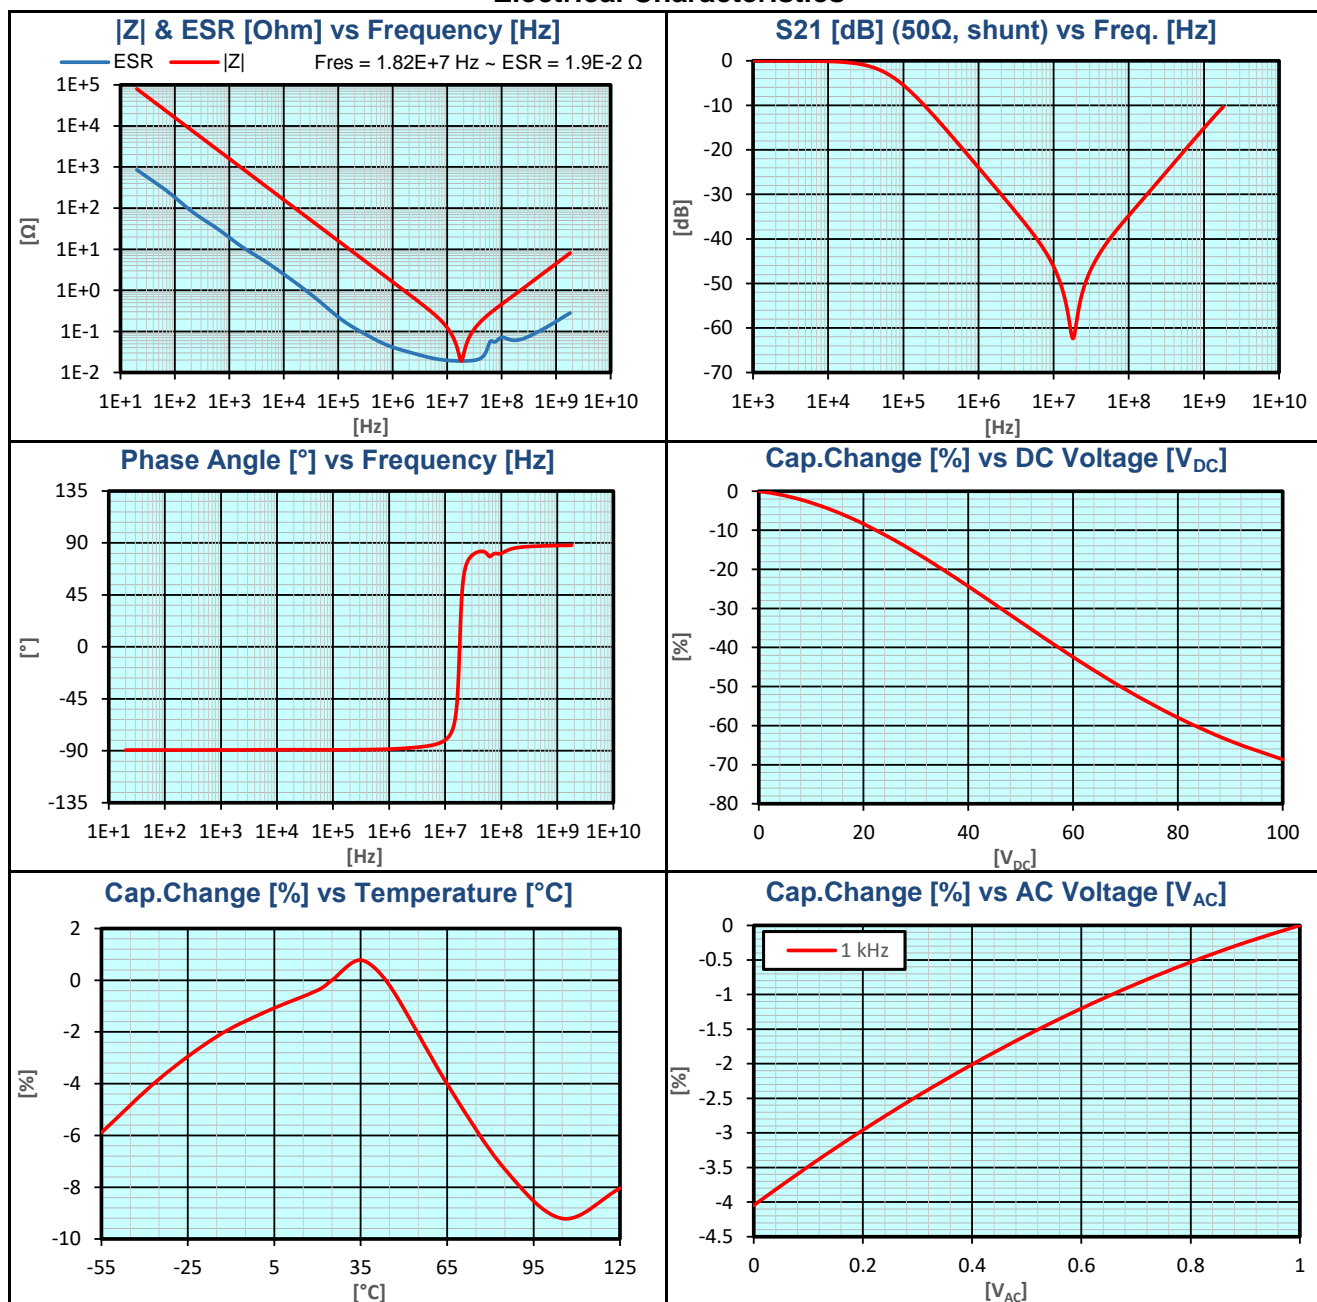 Electrical Characteristics
|Z| & ESR [Ohm] vs Frequency [Hz]
ESR |Z| Fres = 1.82E+7 Hz ~ ESR = 1.9E-2 Ω
1E+5
1E+4
1E+3
1E+2
1E+1
1E+0
1E-1
1E-2
[Ω]
1E+1 1E+2 1E+3 1E+4 1E+5 1E+6 1E+7 1E+8 1E+9 1E+10
[Hz]
S21 [dB] (50Ω, shunt) vs Freq. [Hz]
0
-10
-20
-30
-40
-50
-60
-70
[dB]
1E+3 1E+4 1E+5 1E+6 1E+7 1E+8 1E+9 1E+10
[Hz]
Phase Angle [°] vs Frequency [Hz]
135
90
45
0
-45
-90
-135
[°]
1E+1 1E+2 1E+3 1E+4 1E+5 1E+6 1E+7 1E+8 1E+9 1E+10
[Hz]
Cap.Change [%] vs DC Voltage [VDC]
0
-10
-20
-30
-40
-50
-60
-70
-80
[%]
0 20 40 60 80 100
[VDC]
Cap.Change [%] vs Temperature [°C]
2
0
-2
-4
-6
-8
-10
[%]
-55 -25 5 35 65 95 125
[°C]
Cap.Change [%] vs AC Voltage [VAC]
1 kHz
0
-0.5
-1
-1.5
-2
-2.5
-3
-3.5
-4
-4.5
[%]
0 0.2 0.4 0.6 0.8 1
[VAC]